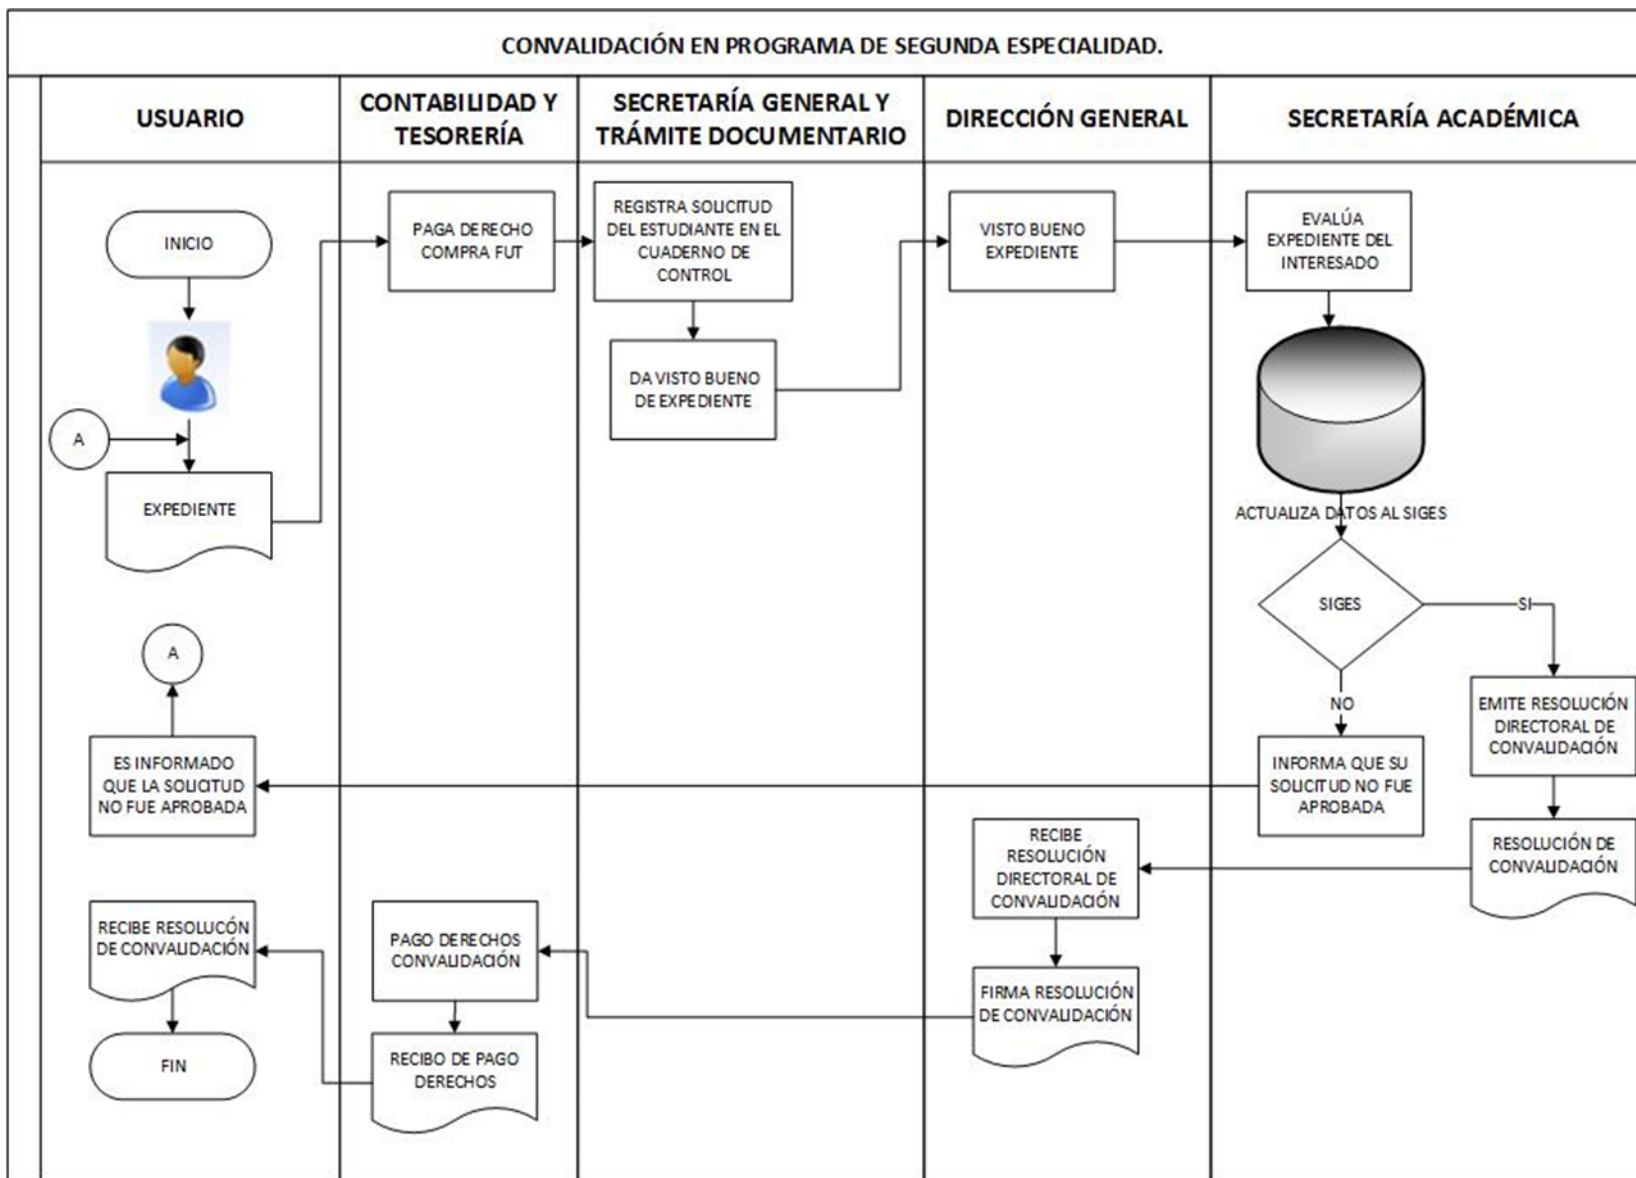 CONVALIDACIÓN EN PROGRAMA DE SEGUNDA ESPECIALIDAD.
USUARIO
CONTABILIDAD Y
TESORERÍA
SECRETARÍA GENERAL Y
TRÁMITE DOCUMENTARIO
DIRECCIÓN GENERAL
SECRETARÍA ACADÉMICA
INICIO
PAGA DERECHO
COMPRA FUT
REGISTRA SOLICITUD
DEL ESTUDIANTE EN EL
CUADERNO DE
CONTROL
VISTO BUENO
EXPEDIENTE
EVALÚA
EXPEDIENTE DEL
INTERESADO
DA VISTO BUENO
DE EXPEDIENTE
A
EXPEDIENTE
ACTUALIZA DATOS AL SIGES
SIGES
SI
NO
A
ES INFORMADO
QUE LA SOLICITUD
NO FUE APROBADA
INFORMA QUE SU
SOLICITUD NO FUE
APROBADA
EMITE RESOLUCIÓN
DIRECTORAL DE
CONVALIDACIÓN
RECIBE
RESOLUCIÓN
DIRECTORAL DE
CONVALIDACIÓN
RESOLUCIÓN DE
CONVALIDACIÓN
RECIBE RESOLUCÓN
DE CONVALIDACIÓN
PAGO DERECHOS
CONVALIDACIÓN
FIRMA RESOLUCIÓN
DE CONVALIDACIÓN
FIN
RECIBO DE PAGO
DERECHOS